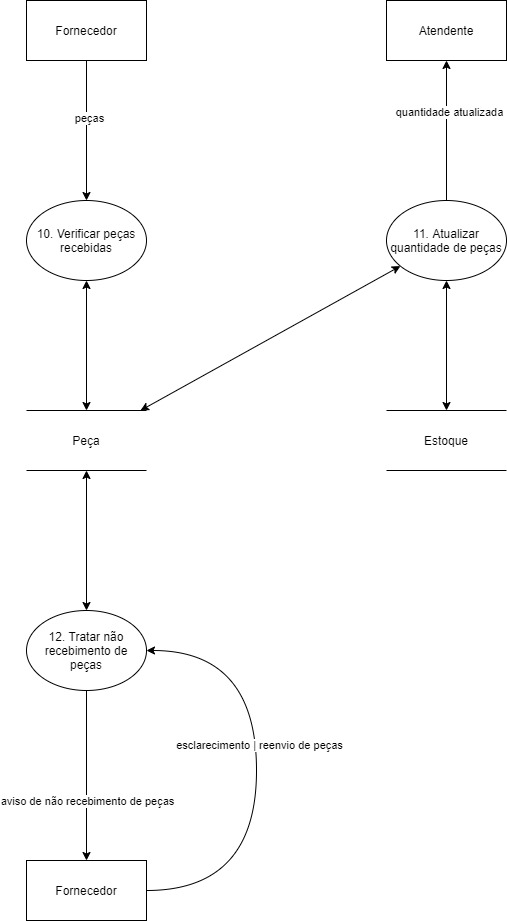 Fornecedor
Atendente
peças
quantidade atualizada
10. Verificar peças
recebidas
11. Atualizar
quantidade de peças
Peça
Estoque
12. Tratar não
recebimento de
peças
esclarecimento | reenvio de peças
aviso de não recebimento de peças
Fornecedor